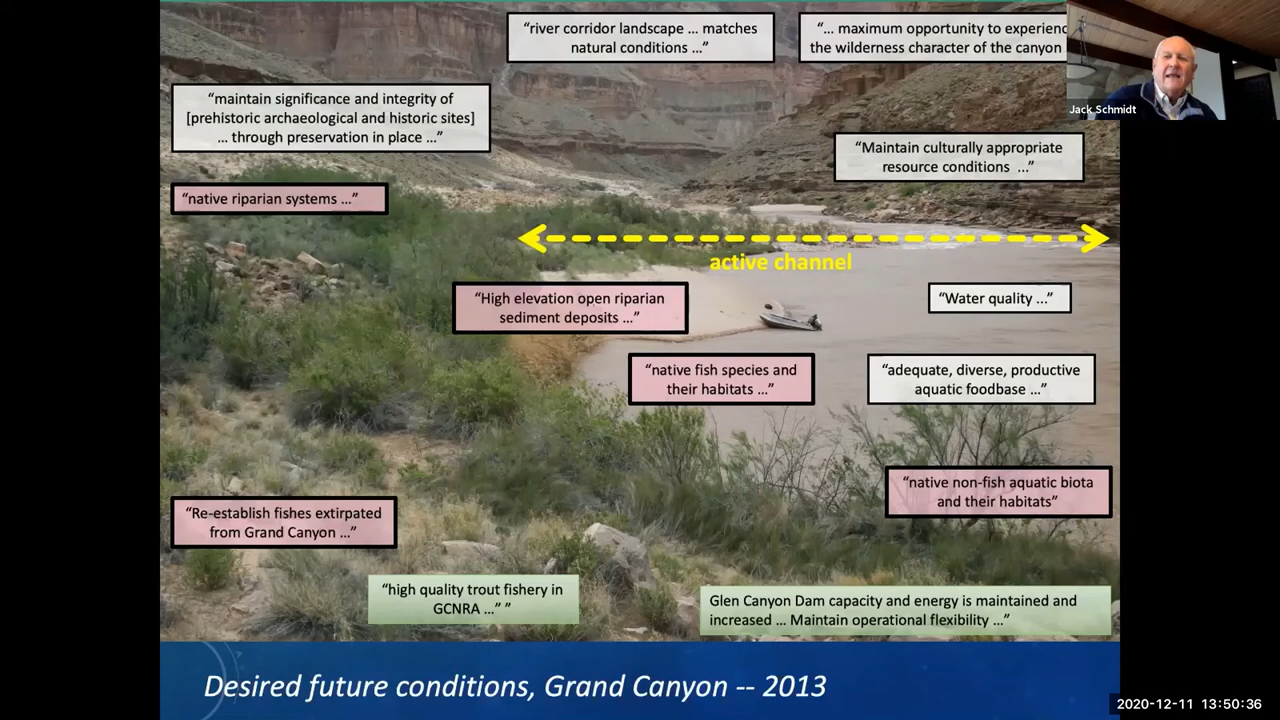 “river corridor landscape ... matches
natural conditions ...”
“... maximum opportunity to experienc
the wilderness character of the canyon
Jack Schmidt
“maintain significance and integrity of
[prehistoric archaeological and historic sites]
... through preservation in place ...”
“Maintain culturally appropriate
resource conditions ...”
“native riparian systems ...”
active channel
“High elevation open riparian
sediment deposits ...”
“Water quality ...”
“native fish species and
their habitats ...”
“adequate, diverse, productive
aquatic foodbase ...”
“native non-fish aquatic biota
and their habitats”
“Re-establish fishes extirpated
from Grand Canyon ...”
“high quality trout fishery in
GCNRA ...” ”
Glen Canyon Dam capacity and energy is maintained and
increased ... Maintain operational flexibility ...”
Desired future conditions, Grand Canyon -- 2013
2020-12-11 13:50:36